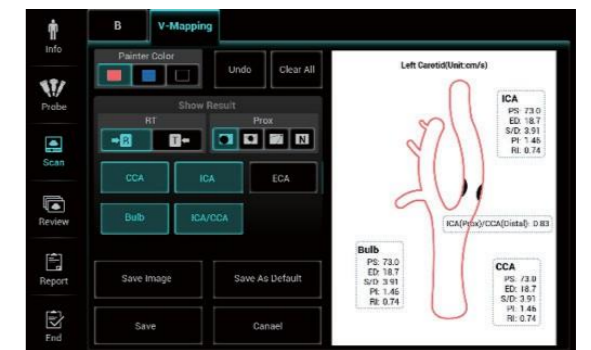 Info
Probe
Scan
Review
Report
End
B
V-Mapping
Painter Color
Undo
Clear All
Show Result
RT
Prox
R
T
N
CCA
ICA
ECA
Bulb
ICA/CCA
Save Image
Save As Default
Save
Canael
Left Caretid(Unit:cm/s)
ICA
PS: 73.0
ED: 18.7
S/D: 3.91
PI: 1.46
RI: 0.74
ICA(Prox)/CCA(Distal): 0.83
Bulb
PS: 73.0
ED: 18.7
S/D: 3.91
PI: 1.46
RI: 0.74
CCA
PS: 73.0
ED: 18.7
S/D: 3.91
PI: 1.46
RI: 0.74